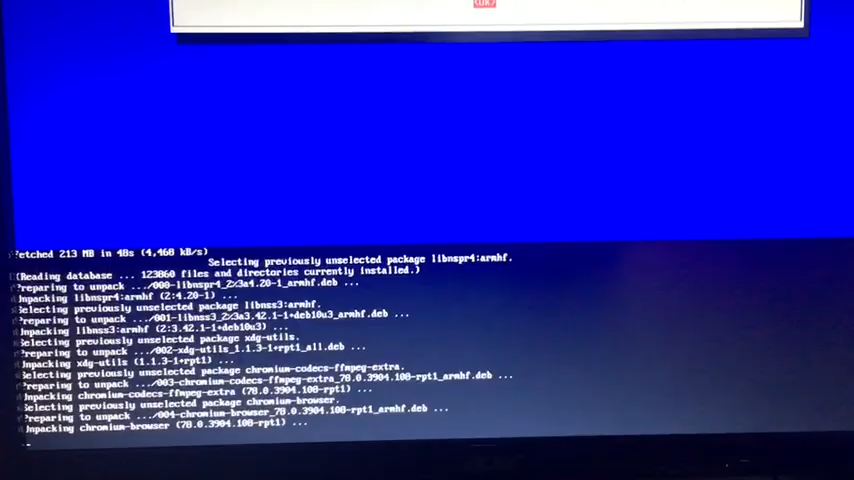 <Ok>
Fetched 213 MB in 48s (4,468 kB/s)
Selecting previously unselected package libnspr4:armhf.
(Reading database ... 123860 files and directories currently installed.)
Preparing to unpack .../000-libnspr4_2%3a4.20-1_armhf.deb ...
Unpacking libnspr4:armhf (2:4.20-1) ...
Selecting previously unselected package libnss3:armhf.
Preparing to unpack .../001-libnss3_2%3a3.42.1-1+deb10u3_armhf.deb ...
Unpacking libnss3:armhf (2:3.42.1-1+deb10u3) ...
Selecting previously unselected package xdg-utils.
Preparing to unpack .../002-xdg-utils_1.1.3-1+rpt1_all.deb ...
Unpacking xdg-utils (1.1.3-1+rpt1) ...
Selecting previously unselected package chromium-codecs-ffmpeg-extra.
Preparing to unpack .../003-chromium-codecs-ffmpeg-extra_78.0.3904.108-rpt1_armhf.deb ...
Unpacking chromium-codecs-ffmpeg-extra (78.0.3904.108-rpt1) ...
Selecting previously unselected package chromium-browser.
Preparing to unpack .../004-chromium-browser_78.0.3904.108-rpt1_armhf.deb ...
Unpacking chromium-browser (78.0.3904.108-rpt1) ...